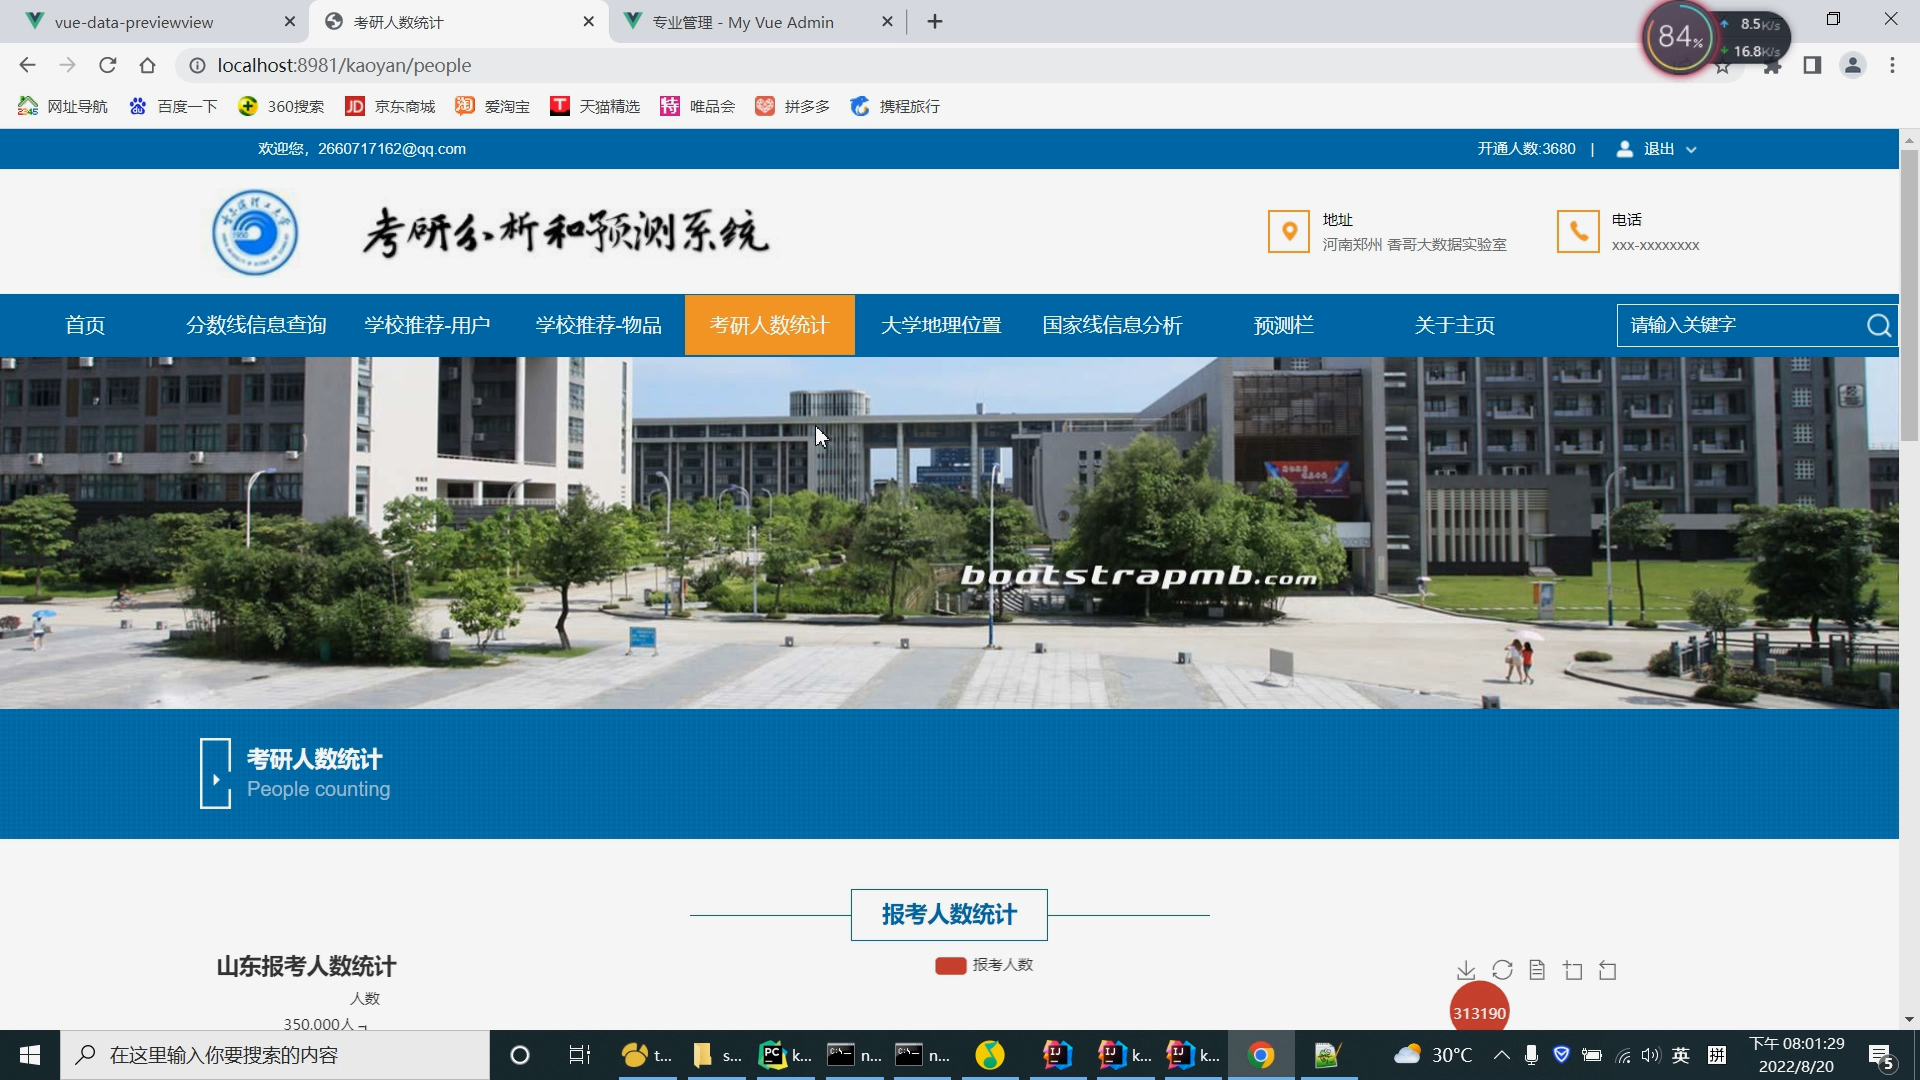 vue-data-previewview
考研人数统计
专业管理 - My Vue Admin
84%
8.5K/s
16.8K/s
localhost:8981/kaoyan/people
网址导航
百度一下
360搜索
京东商城
爱淘宝
天猫精选
唯品会
拼多多
携程旅行
欢迎您，2660717162@qq.com
开通人数:3680 | 退出
考研分析和预测系统
地址
河南郑州 香哥大数据实验室
电话
xxx-xxxxxxxx
首页
分数线信息查询
学校推荐-用户
学校推荐-物品
考研人数统计
大学地理位置
国家线信息分析
预测栏
关于主页
请输入关键字
bootstrapmb.com
考研人数统计
People counting
报考人数统计
山东报考人数统计
报考人数
人数
350,000人
313190
在这里输入你要搜索的内容
t...
s...
k...
n...
n...
k...
k...
30°C
英
拼
下午 08:01:29
2022/8/20
5